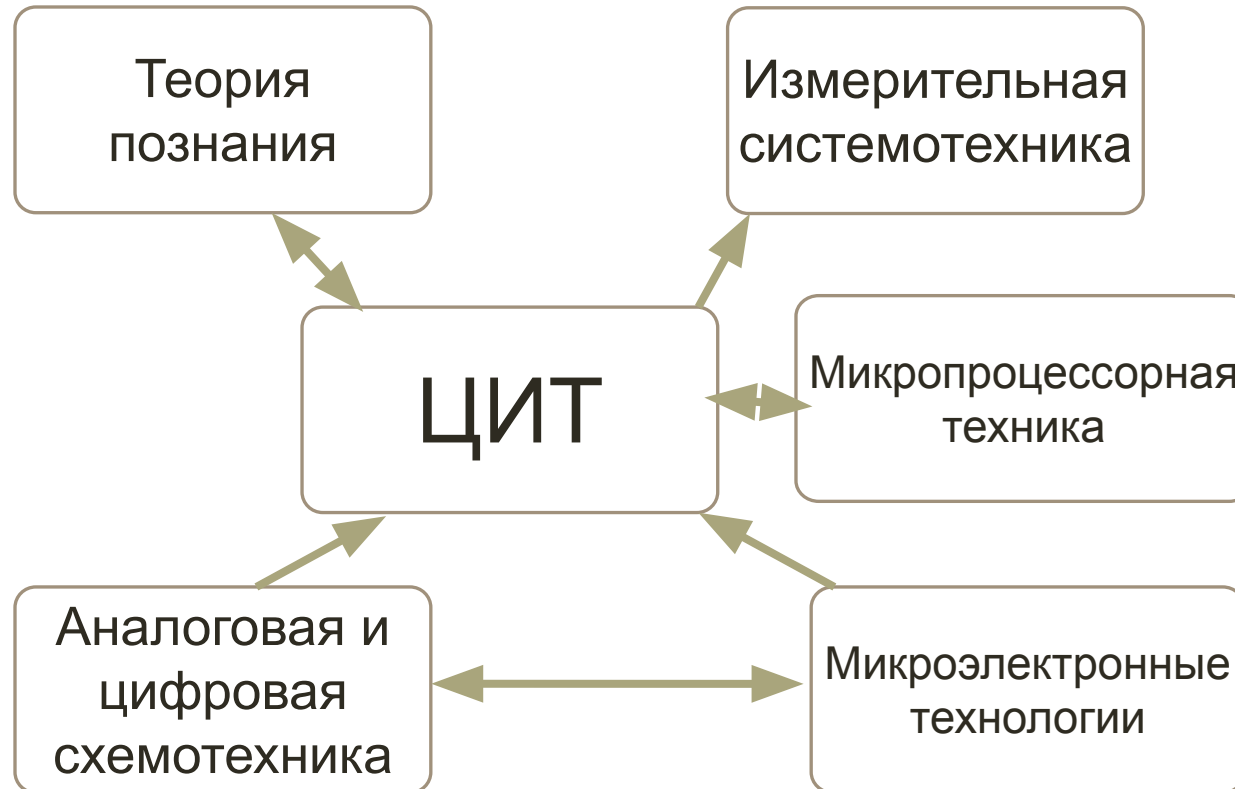 Теория
познания
Измерительная
системотехника
ЦИТ
Микропроцессорная
техника
Аналоговая и
цифровая
схемотехника
Микроэлектронные
технологии